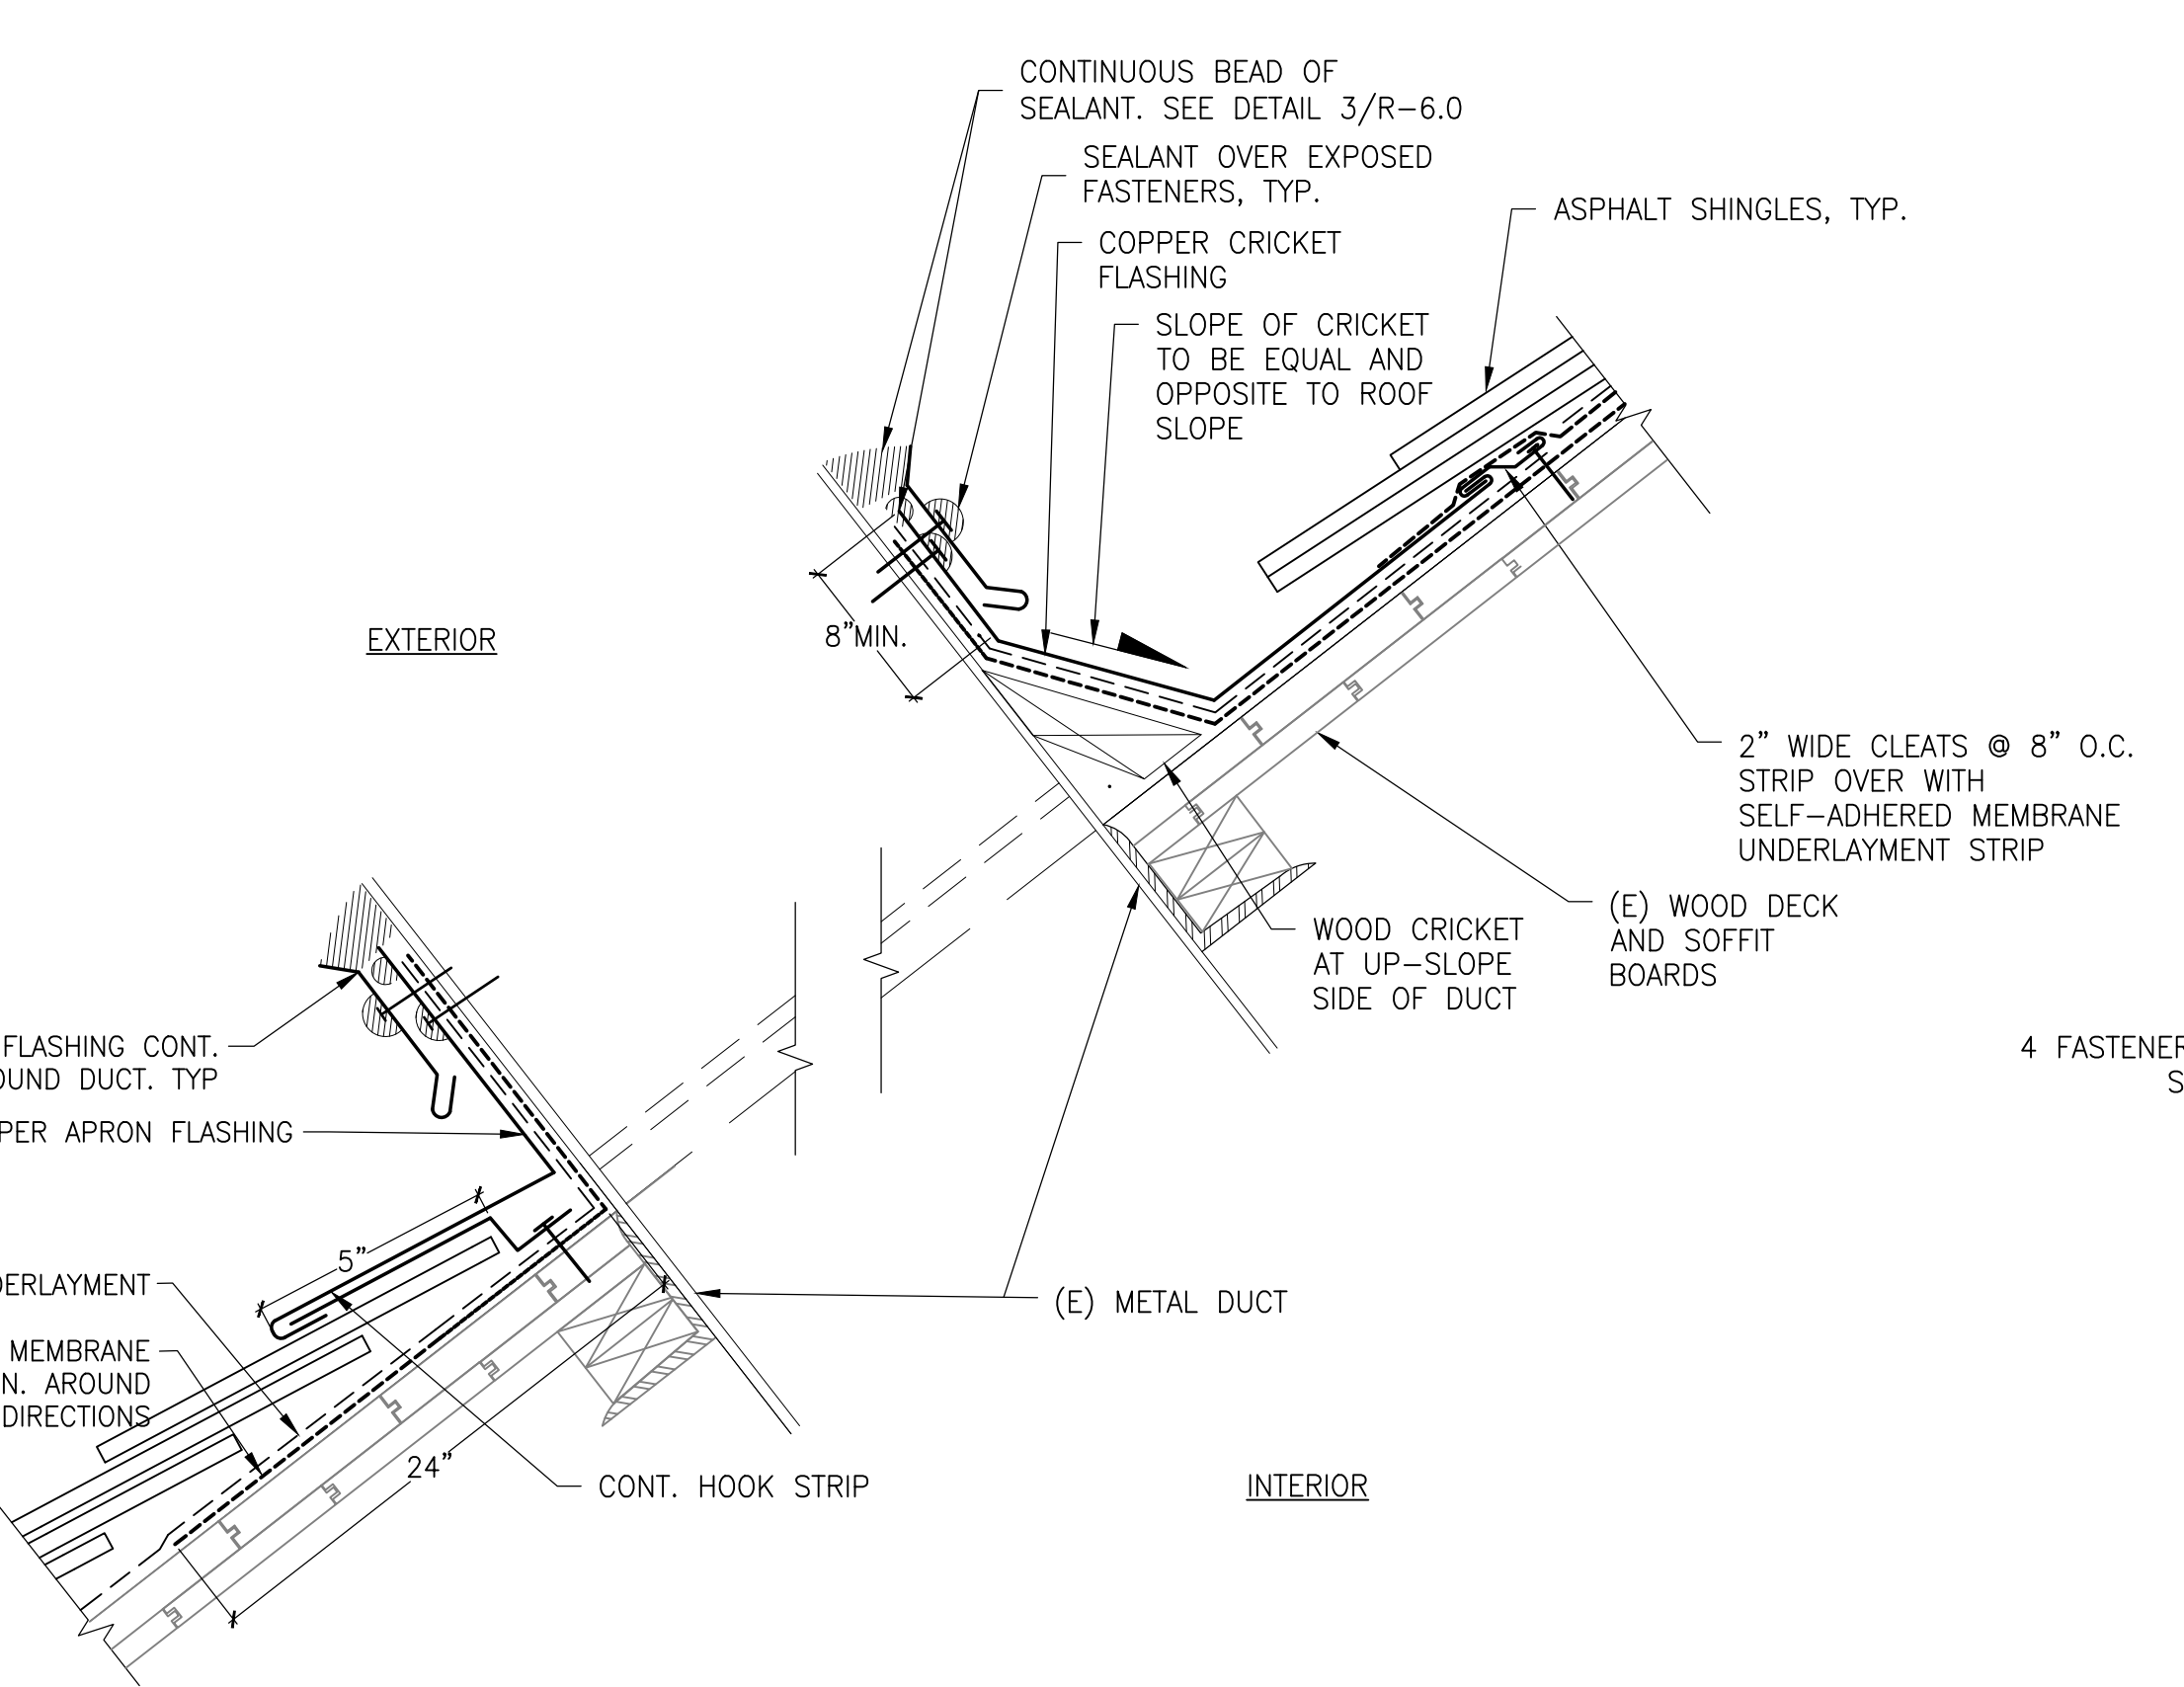 CONTINUOUS BEAD OF
SEALANT. SEE DETAIL 3/R-6.0
SEALANT OVER EXPOSED
FASTENERS, TYP.
COPPER CRICKET
FLASHING
SLOPE OF CRICKET
TO BE EQUAL AND
OPPOSITE TO ROOF
SLOPE
ASPHALT SHINGLES, TYP.
EXTERIOR
8"MIN.
2" WIDE CLEATS @ 8" O.C.
STRIP OVER WITH
SELF-ADHERED MEMBRANE
UNDERLAYMENT STRIP
(E) WOOD DECK
AND SOFFIT
BOARDS
WOOD CRICKET
AT UP-SLOPE
SIDE OF DUCT
FLASHING CONT.
OUND DUCT. TYP
PER APRON FLASHING
4 FASTENER
S
5"
DERLAYMENT
MEMBRANE
N. AROUND
DIRECTIONS
(E) METAL DUCT
24"
CONT. HOOK STRIP
INTERIOR